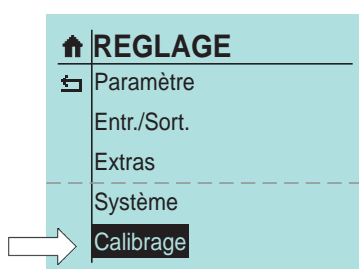 REGLAGE
Paramètre
Entr./Sort.
Extras
Système
Calibrage